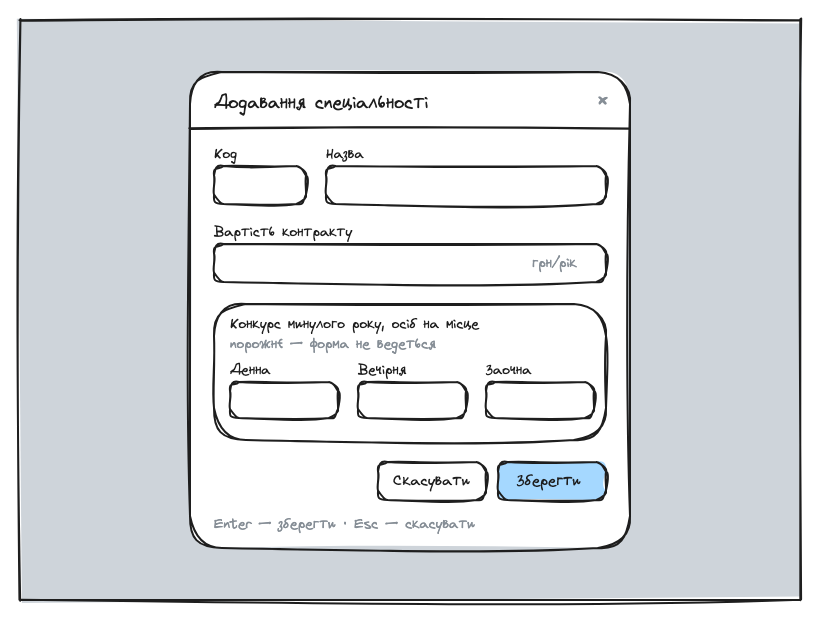 Додавання спеціальності ×
Код Назва
Вартість контракту
грн/рік
Конкурс минулого року, осіб на місце
порожнє — форма не ведеться
Денна Вечірня Заочна
Скасувати Зберегти
Enter — зберегти · Esc — скасувати